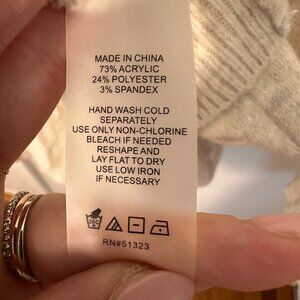 MADE IN CHINA
73% ACRYLIC
24% POLYESTER
3% SPANDEX
HAND WASH COLD
SEPARATELY
USE ONLY NON-CHLORINE
BLEACH IF NEEDED
RESHAPE AND
LAY FLAT TO DRY
USE LOW IRON
IF NECESSARY
RN#51323